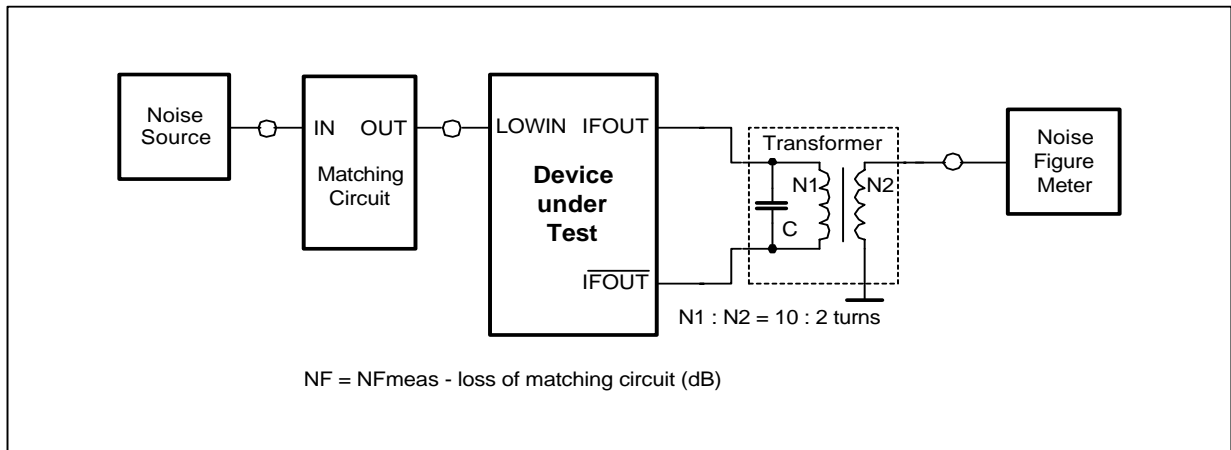 Noise
Source
IN OUT
Matching
Circuit
LOWIN IFOUT
Device
under
Test
I̅F̅O̅U̅T̅
Transformer
N1 N2
C
N1 : N2 = 10 : 2 turns
Noise
Figure
Meter
NF = NFmeas - loss of matching circuit (dB)